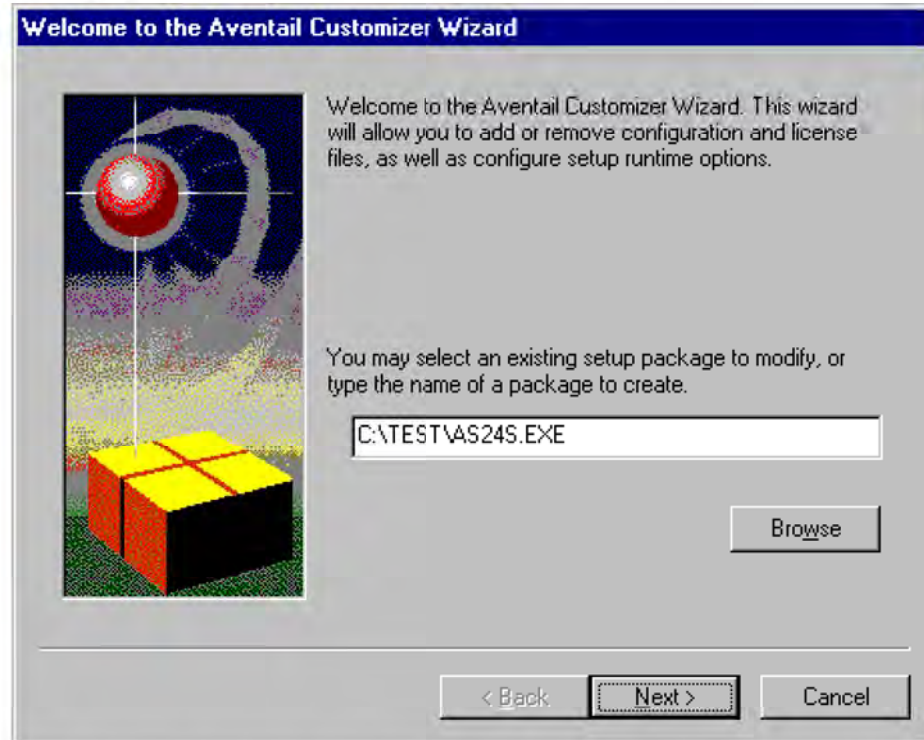 Welcome to the Aventail Customizer Wizard
Welcome to the Aventail Customizer Wizard. This wizard
will allow you to add or remove configuration and license
files, as well as configure setup runtime options.
You may select an existing setup package to modify, or
type the name of a package to create.
C:\TEST\AS24S.EXE
Browse
< Back
Next >
Cancel